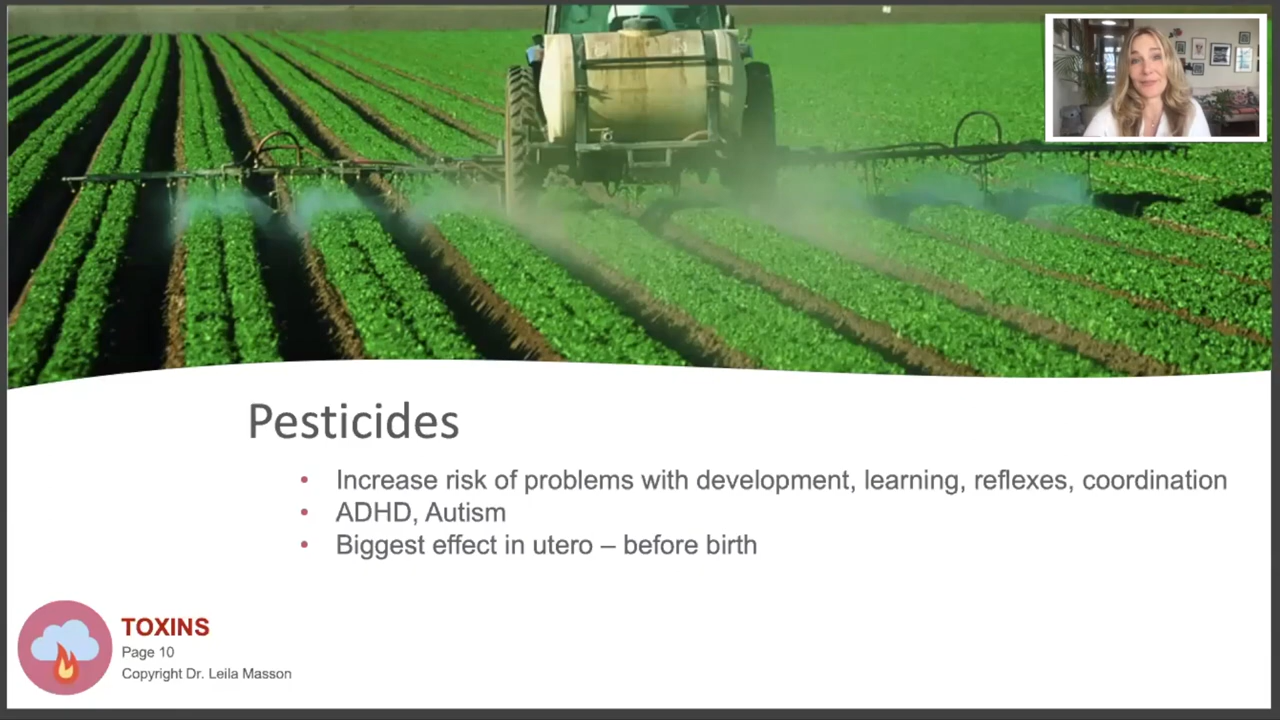 Pesticides
• Increase risk of problems with development, learning, reflexes, coordination
• ADHD, Autism
• Biggest effect in utero – before birth
TOXINS
Page 10
Copyright Dr. Leila Masson